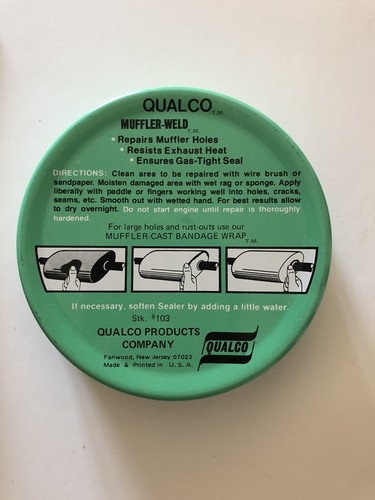 QUALCO T.M.
MUFFLER-WELD T.M.
• Repairs Muffler Holes
• Resists Exhaust Heat
• Ensures Gas-Tight Seal
DIRECTIONS: Clean area to be repaired with wire brush or
sandpaper. Moisten damaged area with wet rag or sponge. Apply
liberally with paddle or fingers working well into holes, cracks,
seams, etc. Smooth out with wetted hand. For best results allow
to dry overnight. Do not start engine until repair is thoroughly
hardened.
For large holes and rust-outs use our
MUFFLER-CAST BANDAGE WRAP T.M.
If necessary, soften Sealer by adding a little water.
Stk. #103
QUALCO PRODUCTS
COMPANY
Fanwood, New Jersey 07023
Made & Printed in U.S.A.
QUALCO